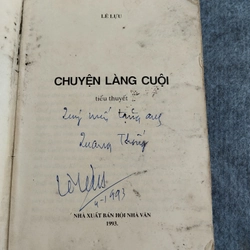 LÊ LỰU
CHUYỆN LÀNG CUỘI
tiểu thuyết
Quý mến tặng anh
Quang Thắng
4-1993
NHÀ XUẤT BẢN HỘI NHÀ VĂN
1993.